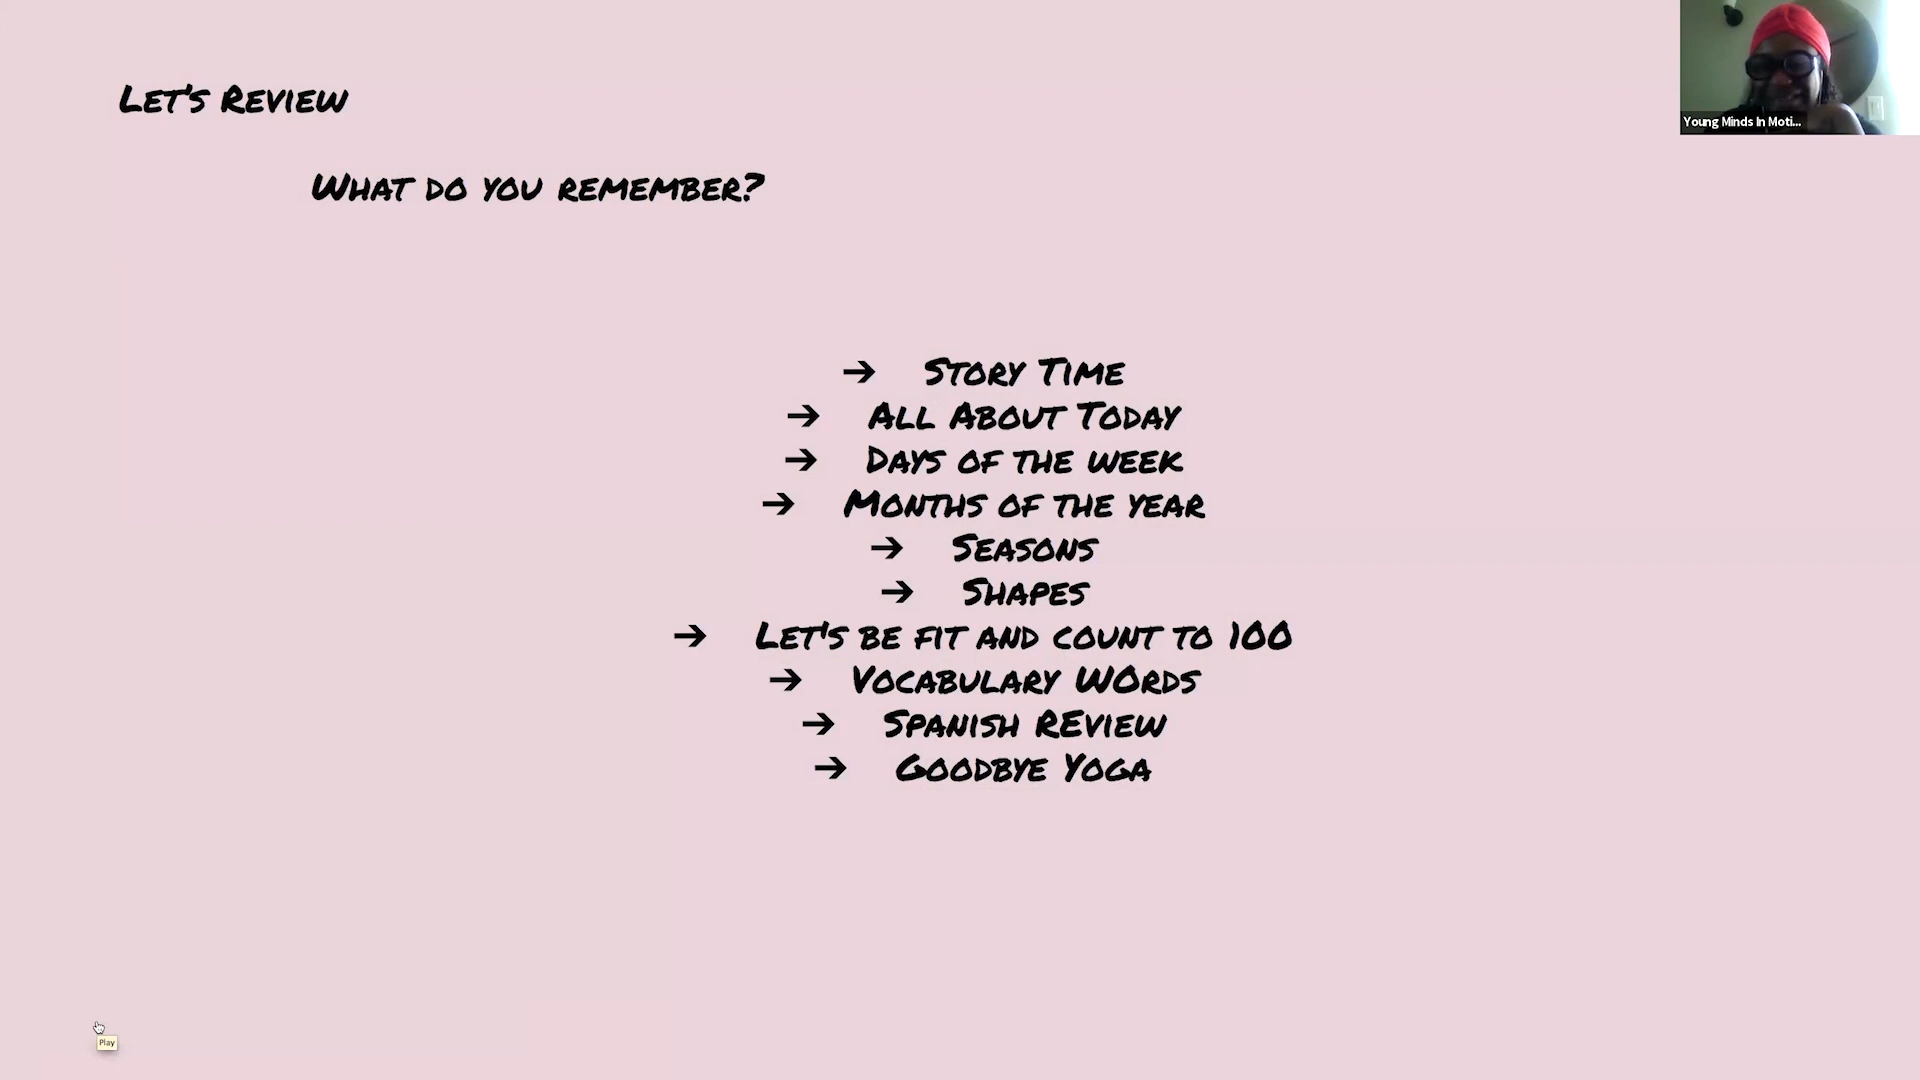 Let's Review
Young Minds In Moti...
What do you remember?
➔ Story Time
➔ All About Today
➔ Days of the week
➔ Months of the year
➔ Seasons
➔ Shapes
➔ Let's be fit and count to 100
➔ Vocabulary WOrds
➔ Spanish REview
➔ Goodbye Yoga
Play